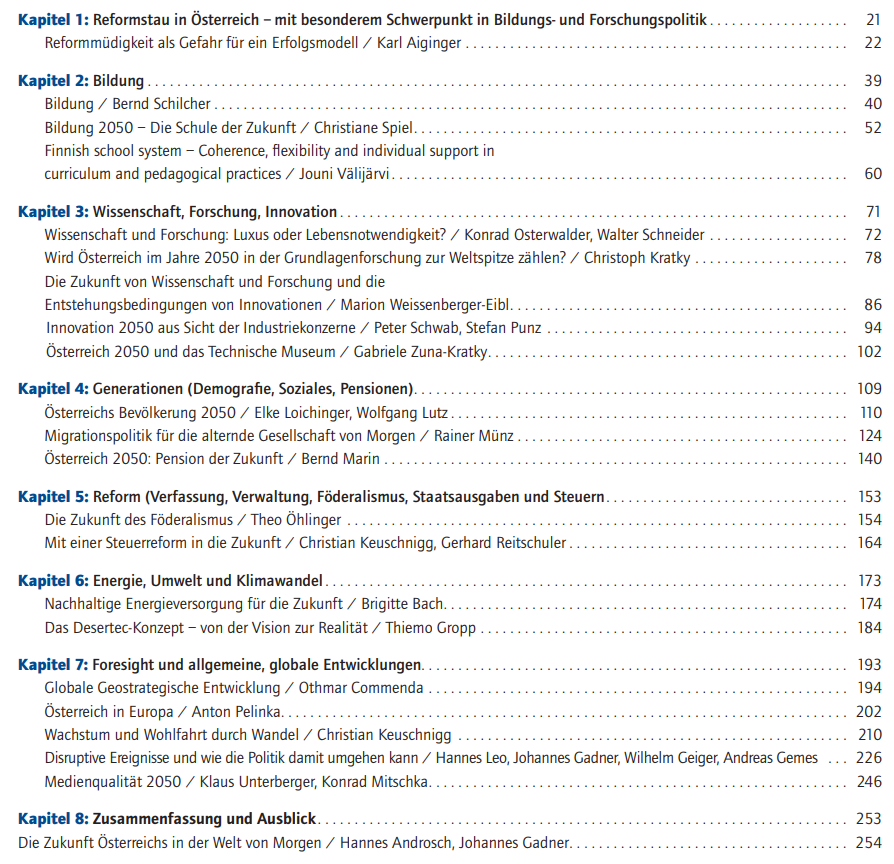 Kapitel 1: Reformstau in Österreich – mit besonderem Schwerpunkt in Bildungs- und Forschungspolitik 21
Reformmüdigkeit als Gefahr für ein Erfolgsmodell / Karl Aiginger 22
Kapitel 2: Bildung 39
Bildung / Bernd Schilcher 40
Bildung 2050 – Die Schule der Zukunft / Christiane Spiel 52
Finnish school system – Coherence, flexibility and individual support in
curriculum and pedagogical practices / Jouni Välijärvi 60
Kapitel 3: Wissenschaft, Forschung, Innovation 71
Wissenschaft und Forschung: Luxus oder Lebensnotwendigkeit? / Konrad Osterwalder, Walter Schneider 72
Wird Österreich im Jahre 2050 in der Grundlagenforschung zur Weltspitze zählen? / Christoph Kratky 78
Die Zukunft von Wissenschaft und Forschung und die
Entstehungsbedingungen von Innovationen / Marion Weissenberger-Eibl 86
Innovation 2050 aus Sicht der Industriekonzerne / Peter Schwab, Stefan Punz 94
Österreich 2050 und das Technische Museum / Gabriele Zuna-Kratky 102
Kapitel 4: Generationen (Demografie, Soziales, Pensionen) 109
Österreichs Bevölkerung 2050 / Elke Loichinger, Wolfgang Lutz 110
Migrationspolitik für die alternde Gesellschaft von Morgen / Rainer Münz 124
Österreich 2050: Pension der Zukunft / Bernd Marin 140
Kapitel 5: Reform (Verfassung, Verwaltung, Föderalismus, Staatsausgaben und Steuern 153
Die Zukunft des Föderalismus / Theo Öhlinger 154
Mit einer Steuerreform in die Zukunft / Christian Keuschnigg, Gerhard Reitschuler 164
Kapitel 6: Energie, Umwelt und Klimawandel 173
Nachhaltige Energieversorgung für die Zukunft / Brigitte Bach 174
Das Desertec-Konzept – von der Vision zur Realität / Thiemo Gropp 184
Kapitel 7: Foresight und allgemeine, globale Entwicklungen 193
Globale Geostrategische Entwicklung / Othmar Commenda 194
Österreich in Europa / Anton Pelinka 202
Wachstum und Wohlfahrt durch Wandel / Christian Keuschnigg 210
Disruptive Ereignisse und wie die Politik damit umgehen kann / Hannes Leo, Johannes Gadner, Wilhelm Geiger, Andreas Gemes 226
Medienqualität 2050 / Klaus Unterberger, Konrad Mitschka 246
Kapitel 8: Zusammenfassung und Ausblick 253
Die Zukunft Österreichs in der Welt von Morgen / Hannes Androsch, Johannes Gadner 254